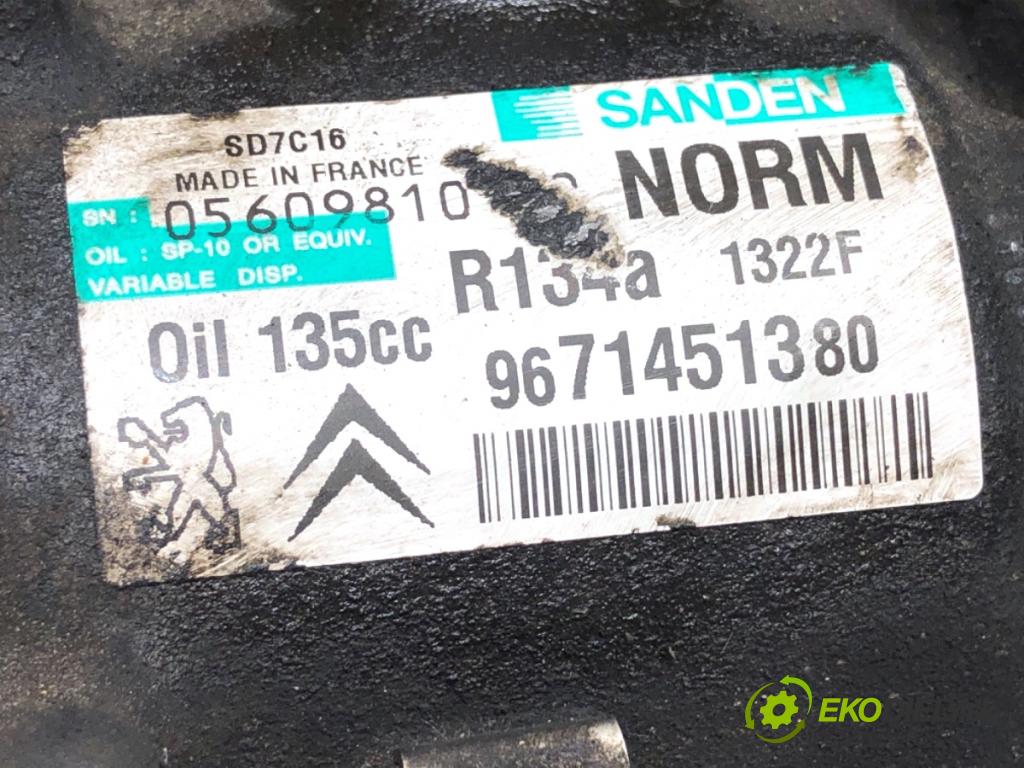 SANDEN
SD7C16
MADE IN FRANCE
NORM
SN :
OIL : SP-10 OR EQUIV.
VARIABLE DISP.
R134a 1322F
Oil 135cc
9671451380
EKO